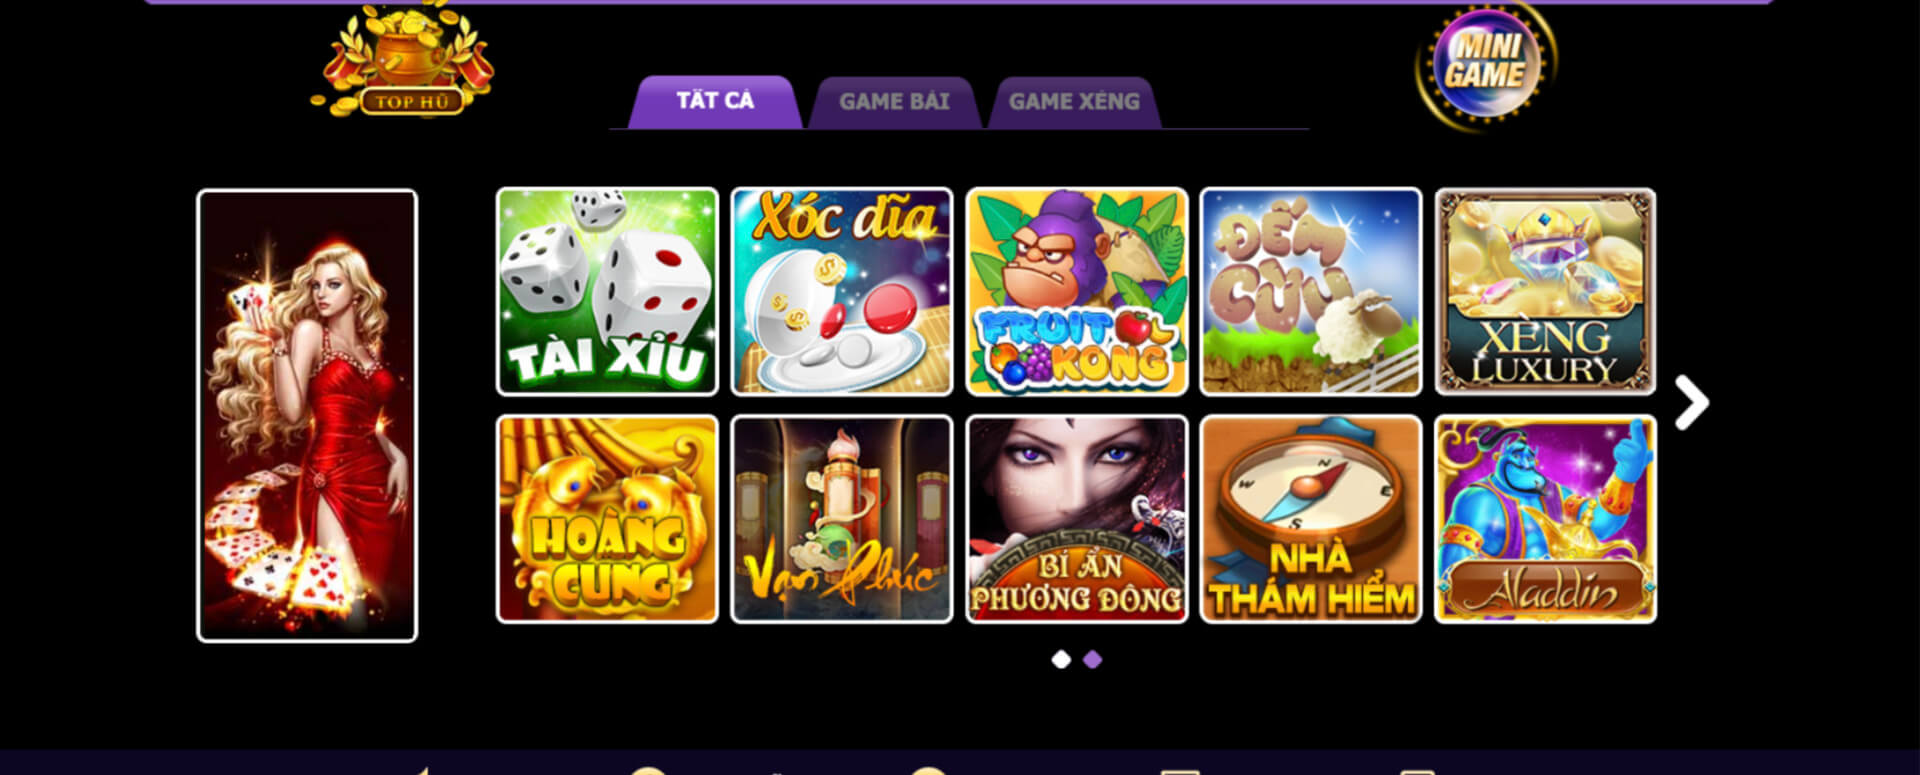 TOP HŨ
TẤT CẢ
GAME BÀI
GAME XÈNG
MINI
GAME
TÀI XỈU
Xóc đĩa
FRUIT
KONG
ĐẾM
CỪU
XÈNG
LUXURY
HOÀNG
CUNG
Vạn Phúc
BÍ ẨN
PHƯƠNG ĐÔNG
N
W
E
S
NHÀ
THÁM HIỂM
Aladdin